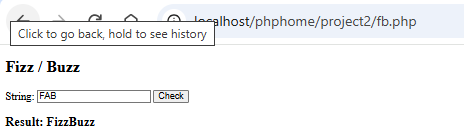 localhost/phphome/project2/fb.php
Click to go back, hold to see history
Fizz / Buzz
String: FAB Check
Result: FizzBuzz